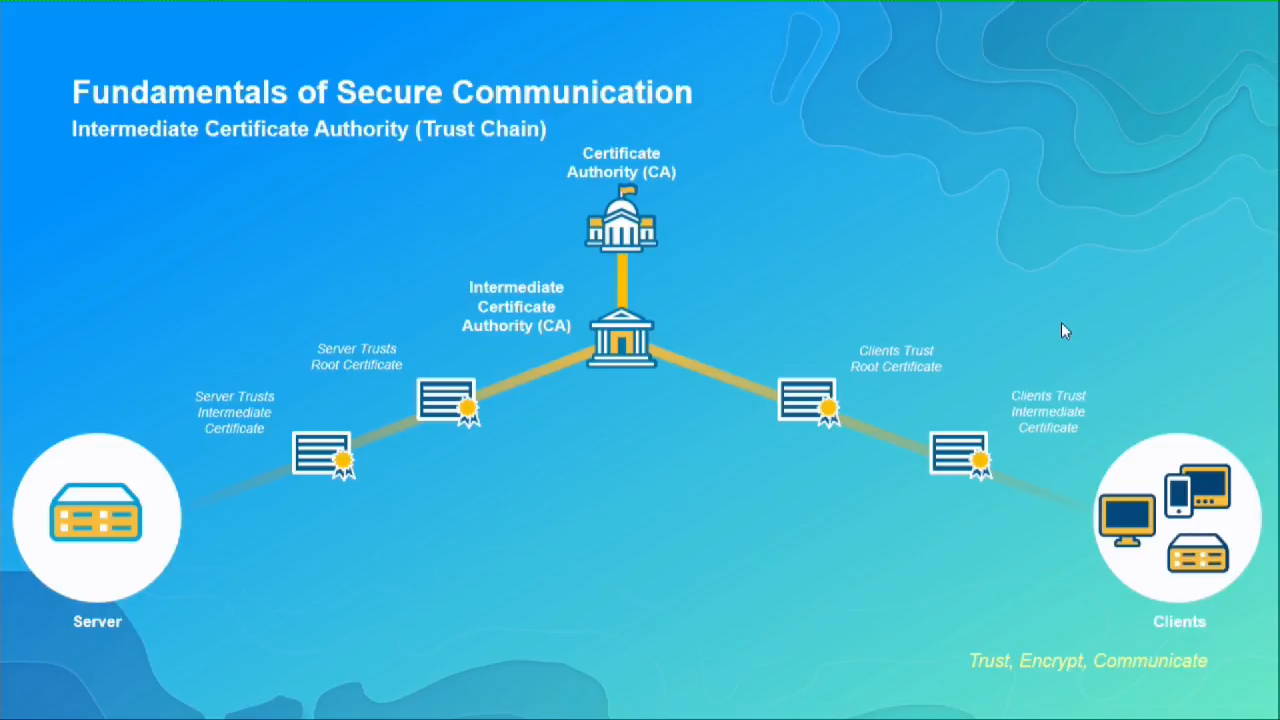 Fundamentals of Secure Communication
Intermediate Certificate Authority (Trust Chain)
Certificate
Authority (CA)
Intermediate
Certificate
Authority (CA)
Server Trusts
Root Certificate
Clients Trust
Root Certificate
Server Trusts
Intermediate
Certificate
Clients Trust
Intermediate
Certificate
Server
Clients
Trust, Encrypt, Communicate